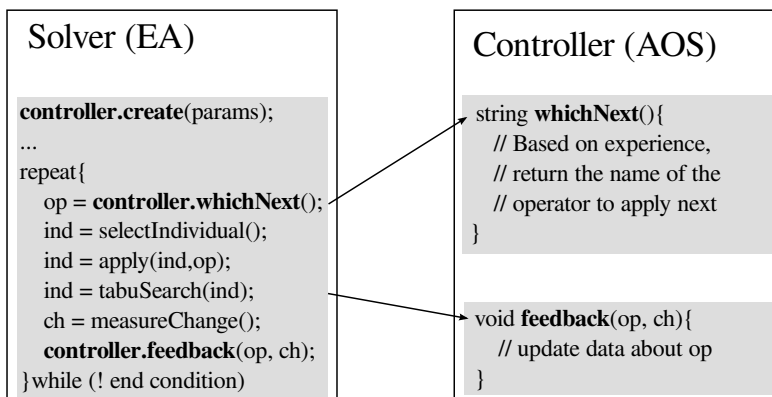 Solver (EA)
controller.create(params);
...
repeat{
op = controller.whichNext();
ind = selectIndividual();
ind = apply(ind,op);
ind = tabuSearch(ind);
ch = measureChange();
controller.feedback(op, ch);
}while (! end condition)
Controller (AOS)
string whichNext(){
// Based on experience,
// return the name of the
// operator to apply next
}
void feedback(op, ch){
// update data about op
}